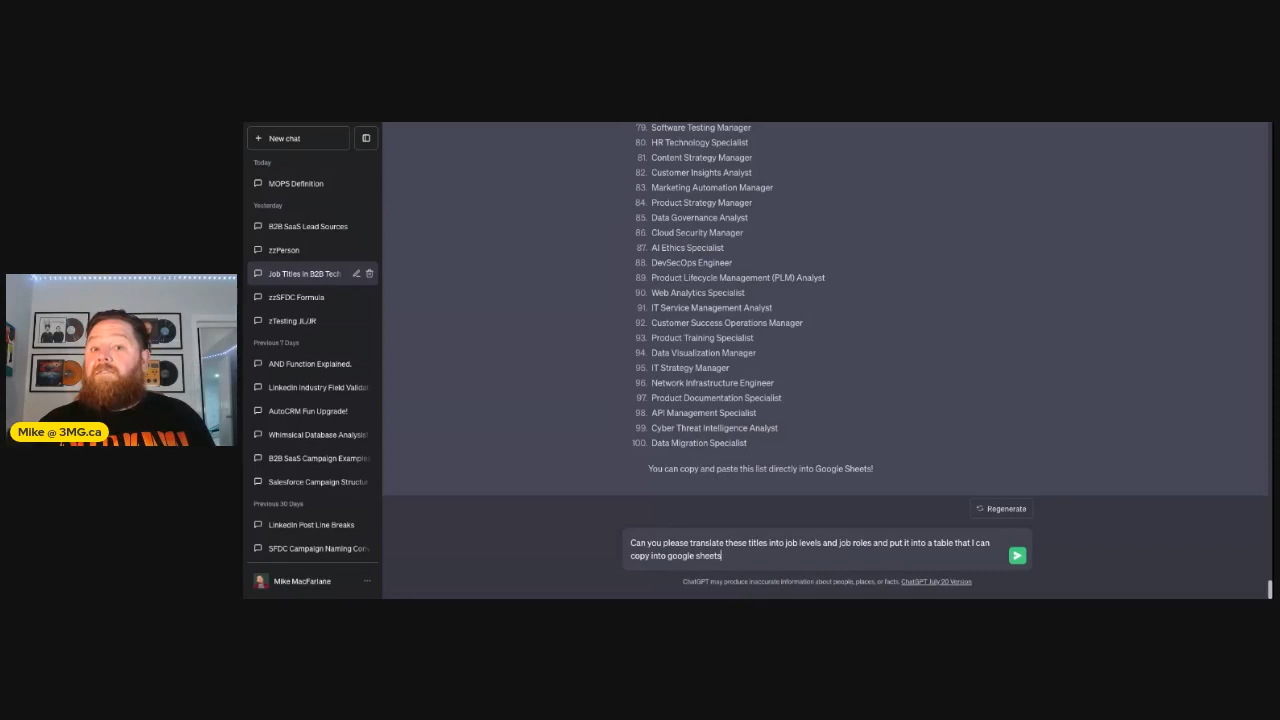 New chat
Today
MOPS Definition
Yesterday
B2B SaaS Lead Sources
zzPerson
Job Titles in B2B Tech
zzSFDC Formula
zTesting JL/JR
Previous 7 Days
AND Function Explained.
LinkedIn Industry Field Validat
AutoCRM Fun Upgrade!
Whimsical Database Analysis!
B2B SaaS Campaign Examples
Salesforce Campaign Structur
Previous 30 Days
LinkedIn Post Line Breaks
SFDC Campaign Naming Con
Mike MacFarlane
Mike @ 3MG.ca
79. Software Testing Manager
80. HR Technology Specialist
81. Content Strategy Manager
82. Customer Insights Analyst
83. Marketing Automation Manager
84. Product Strategy Manager
85. Data Governance Analyst
86. Cloud Security Manager
87. AI Ethics Specialist
88. DevSecOps Engineer
89. Product Lifecycle Management (PLM) Analyst
90. Web Analytics Specialist
91. IT Service Management Analyst
92. Customer Success Operations Manager
93. Product Training Specialist
94. Data Visualization Manager
95. IT Strategy Manager
96. Network Infrastructure Engineer
97. Product Documentation Specialist
98. API Management Specialist
99. Cyber Threat Intelligence Analyst
100. Data Migration Specialist
You can copy and paste this list directly into Google Sheets!
Regenerate
Can you please translate these titles into job levels and job roles and put it into a table that I can
copy into google sheets
ChatGPT may produce inaccurate information about people, places, or facts. ChatGPT July 20 Version